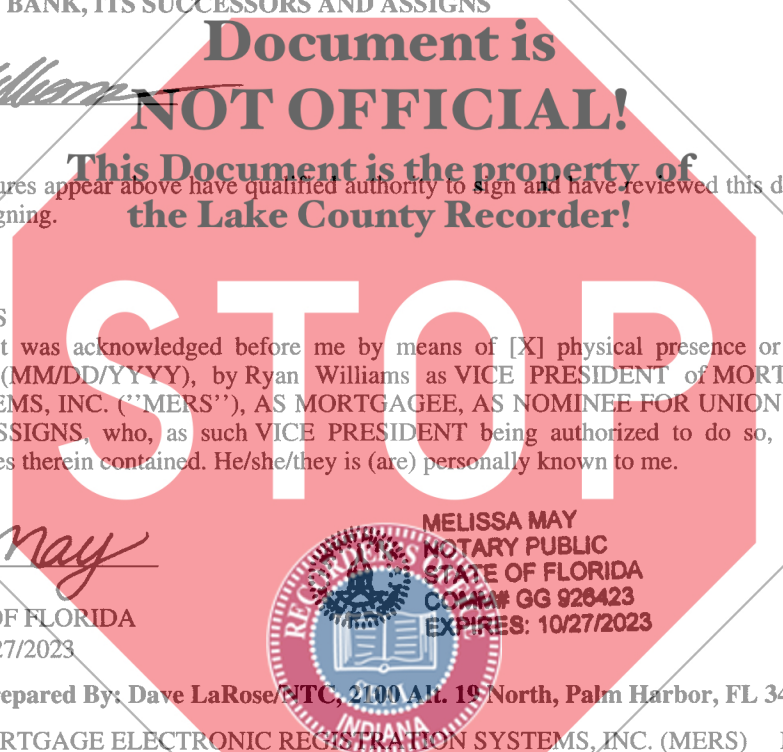 BANK, ITS SUCCESSORS AND ASSIGNS
Document is
NOT OFFICIAL!
This Document is the property of
ures appear above have qualified authority to sign and have reviewed this d
the Lake County Recorder!
gning.
STOP
S
t was acknowledged before me by means of [X] physical presence or
(MM/DD/YYYY), by Ryan Williams as VICE PRESIDENT of MORT
EMS, INC. (''MERS''), AS MORTGAGEE, AS NOMINEE FOR UNION
SSIGNS, who, as such VICE PRESIDENT being authorized to do so,
es therein contained. He/she/they is (are) personally known to me.
May
MELISSA MAY
NOTARY PUBLIC
STATE OF FLORIDA
COMM# GG 926423
EXPIRES: 10/27/2023
OF FLORIDA
27/2023
RECORDER'S OFFICE
SEAL
INDIANA
repared By: Dave LaRose/NTC, 2100 Alt. 19 North, Palm Harbor, FL 34
RTGAGE ELECTRONIC REGISTRATION SYSTEMS, INC. (MERS)